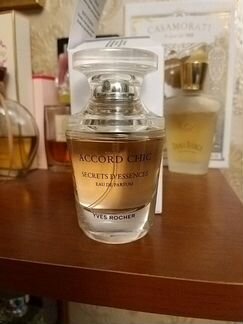 CASAMORATI
ACCORD CHIC
SECRETS D'ESSENCES
EAU DE PARFUM
YVES ROCHER